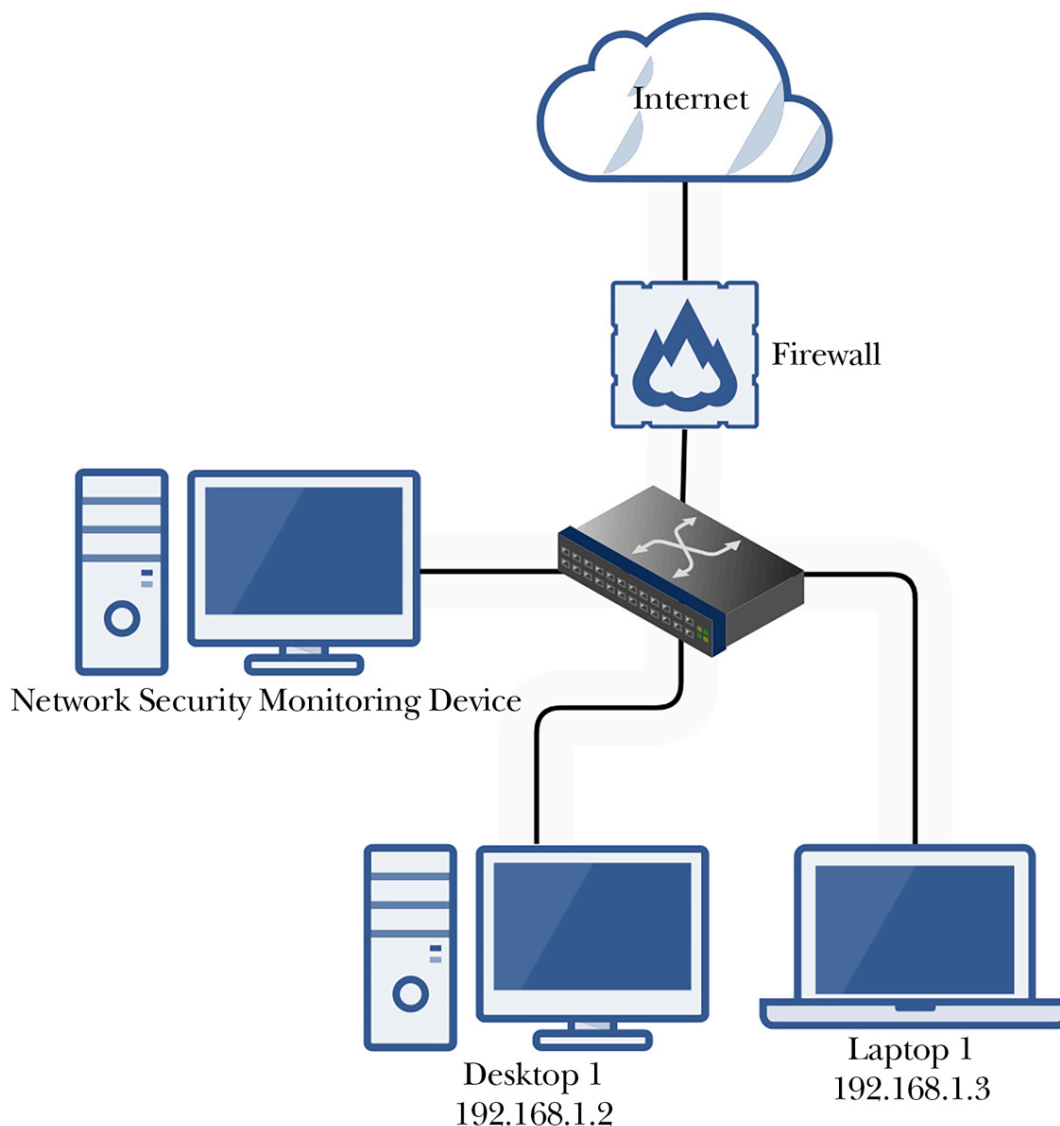 Internet
Firewall
Network Security Monitoring Device
Desktop 1
192.168.1.2
Laptop 1
192.168.1.3